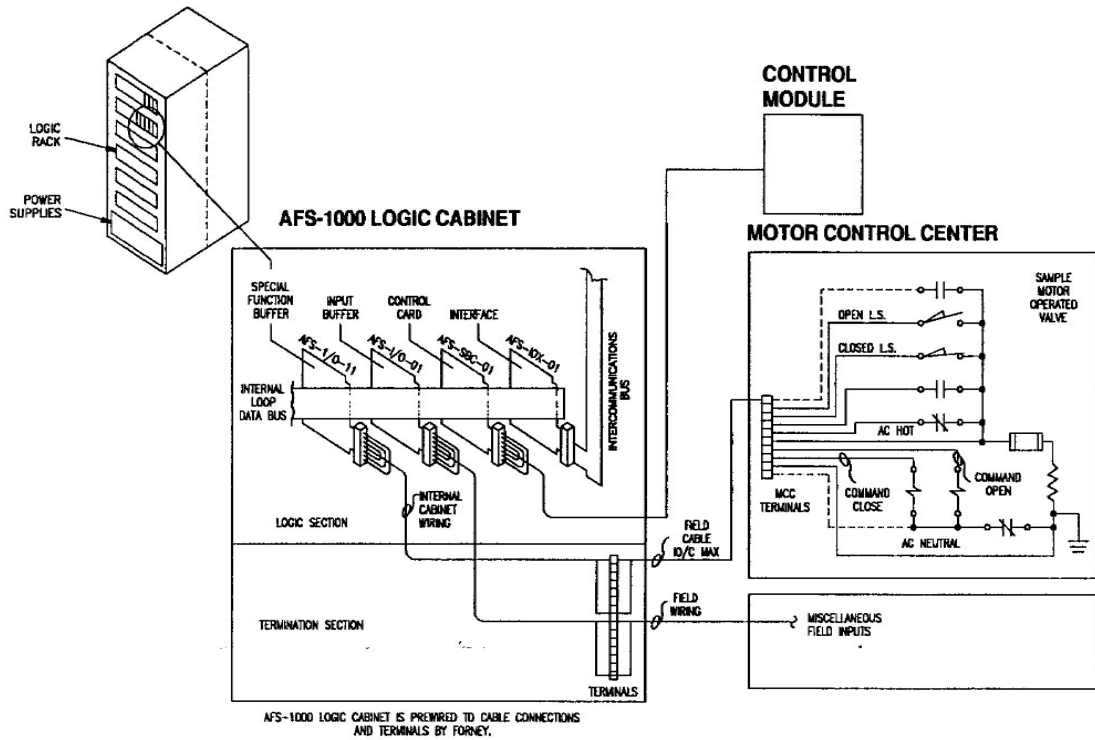 LOGIC
RACK
POWER
SUPPLIES
CONTROL
MODULE
AFS-1000 LOGIC CABINET
MOTOR CONTROL CENTER
SPECIAL
FUNCTION
BUFFER
INPUT
BUFFER
CONTROL
CARD
INTERFACE
AFS-1/O-11
AFS-1/O-01
AFS-SBC-01
AFS-IOX-01
INTERNAL
LOOP
DATA BUS
INTERCOMMUNICATIONS
BUS
INTERNAL
CABINET
WIRING
LOGIC SECTION
TERMINATION SECTION
TERMINALS
FIELD
CABLE
10/C MAX
FIELD
WIRING
SAMPLE
MOTOR
OPERATED
VALVE
OPEN L.S.
CLOSED L.S.
AC HOT
MCC
TERMINALS
COMMAND
CLOSE
COMMAND
OPEN
AC NEUTRAL
MISCELLANEOUS
FIELD INPUTS
AFS-1000 LOGIC CABINET IS PREWIRED TO CABLE CONNECTIONS
AND TERMINALS BY FORNEY.